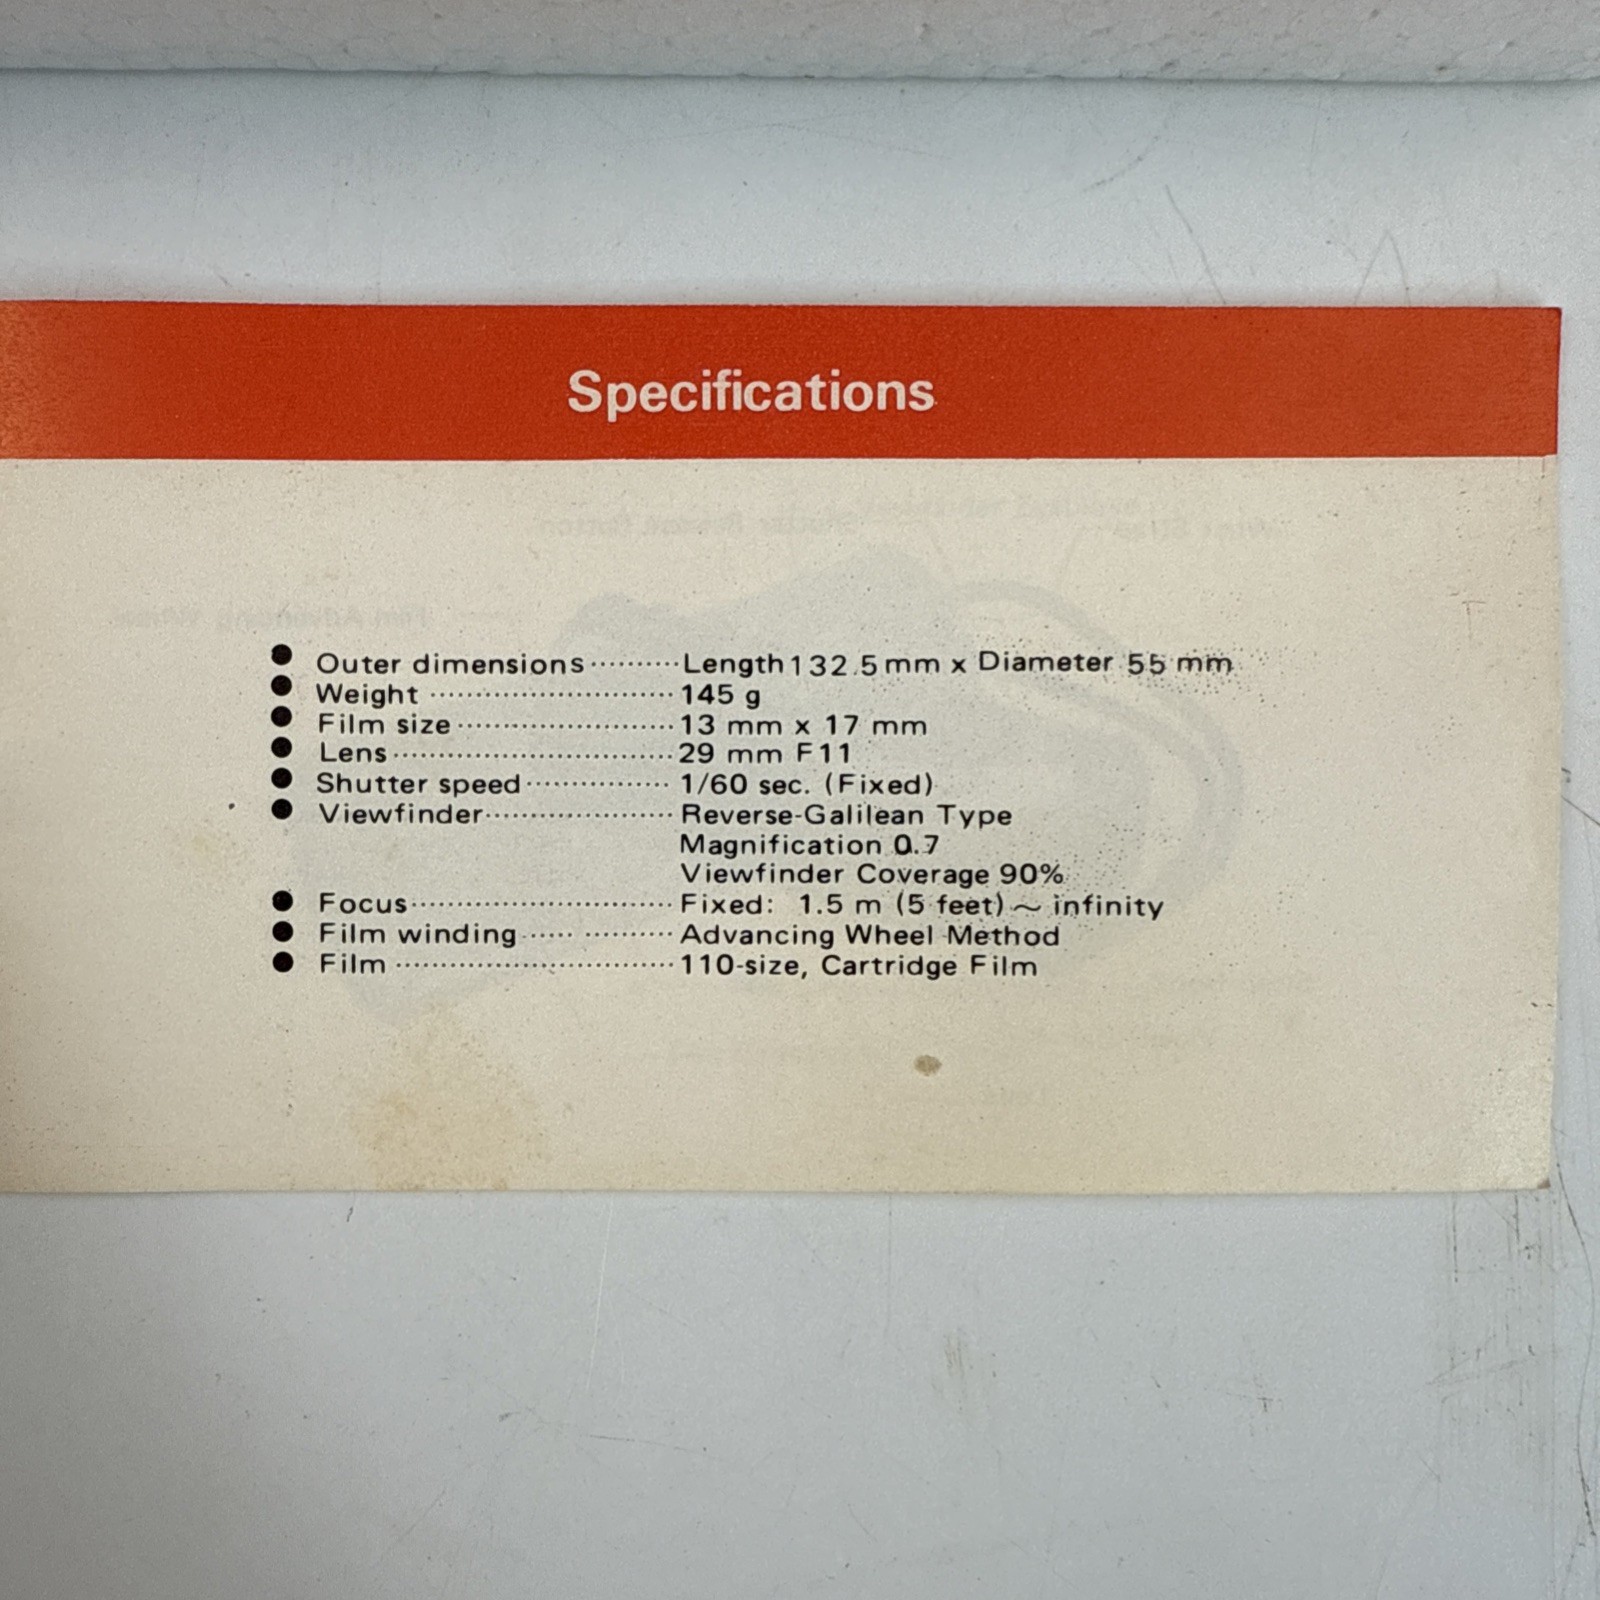 Specifications
● Outer dimensions ·········· Length 132.5 mm x Diameter 55 mm
● Weight ·························· 145 g
● Film size ························ 13 mm x 17 mm
● Lens ······························ 29 mm F11
● Shutter speed ················ 1/60 sec. (Fixed)
● Viewfinder ····················· Reverse-Galilean Type
Magnification 0.7
Viewfinder Coverage 90%
● Focus ···························· Fixed: 1.5 m (5 feet) ~ infinity
● Film winding ······ ·········· Advancing Wheel Method
● Film ······························ 110-size, Cartridge Film